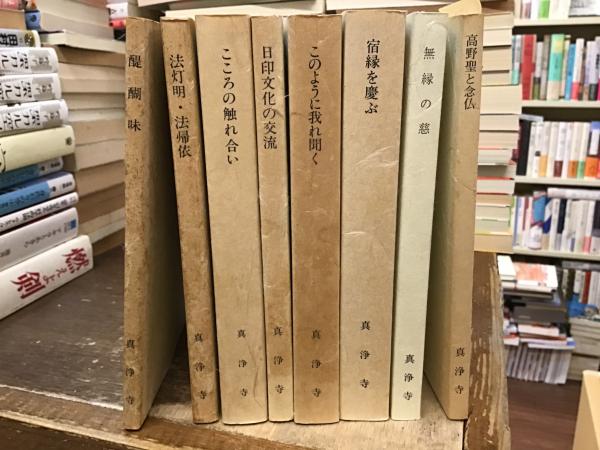 醍醐味
真浄寺
法灯明・法帰依
真浄寺
こころの触れ合い
真浄寺
日印文化の交流
真浄寺
このように我れ聞く
真浄寺
宿縁を慶ぶ
真浄寺
無縁の慈
真浄寺
高野聖と念仏
真浄寺
燃えよ剣